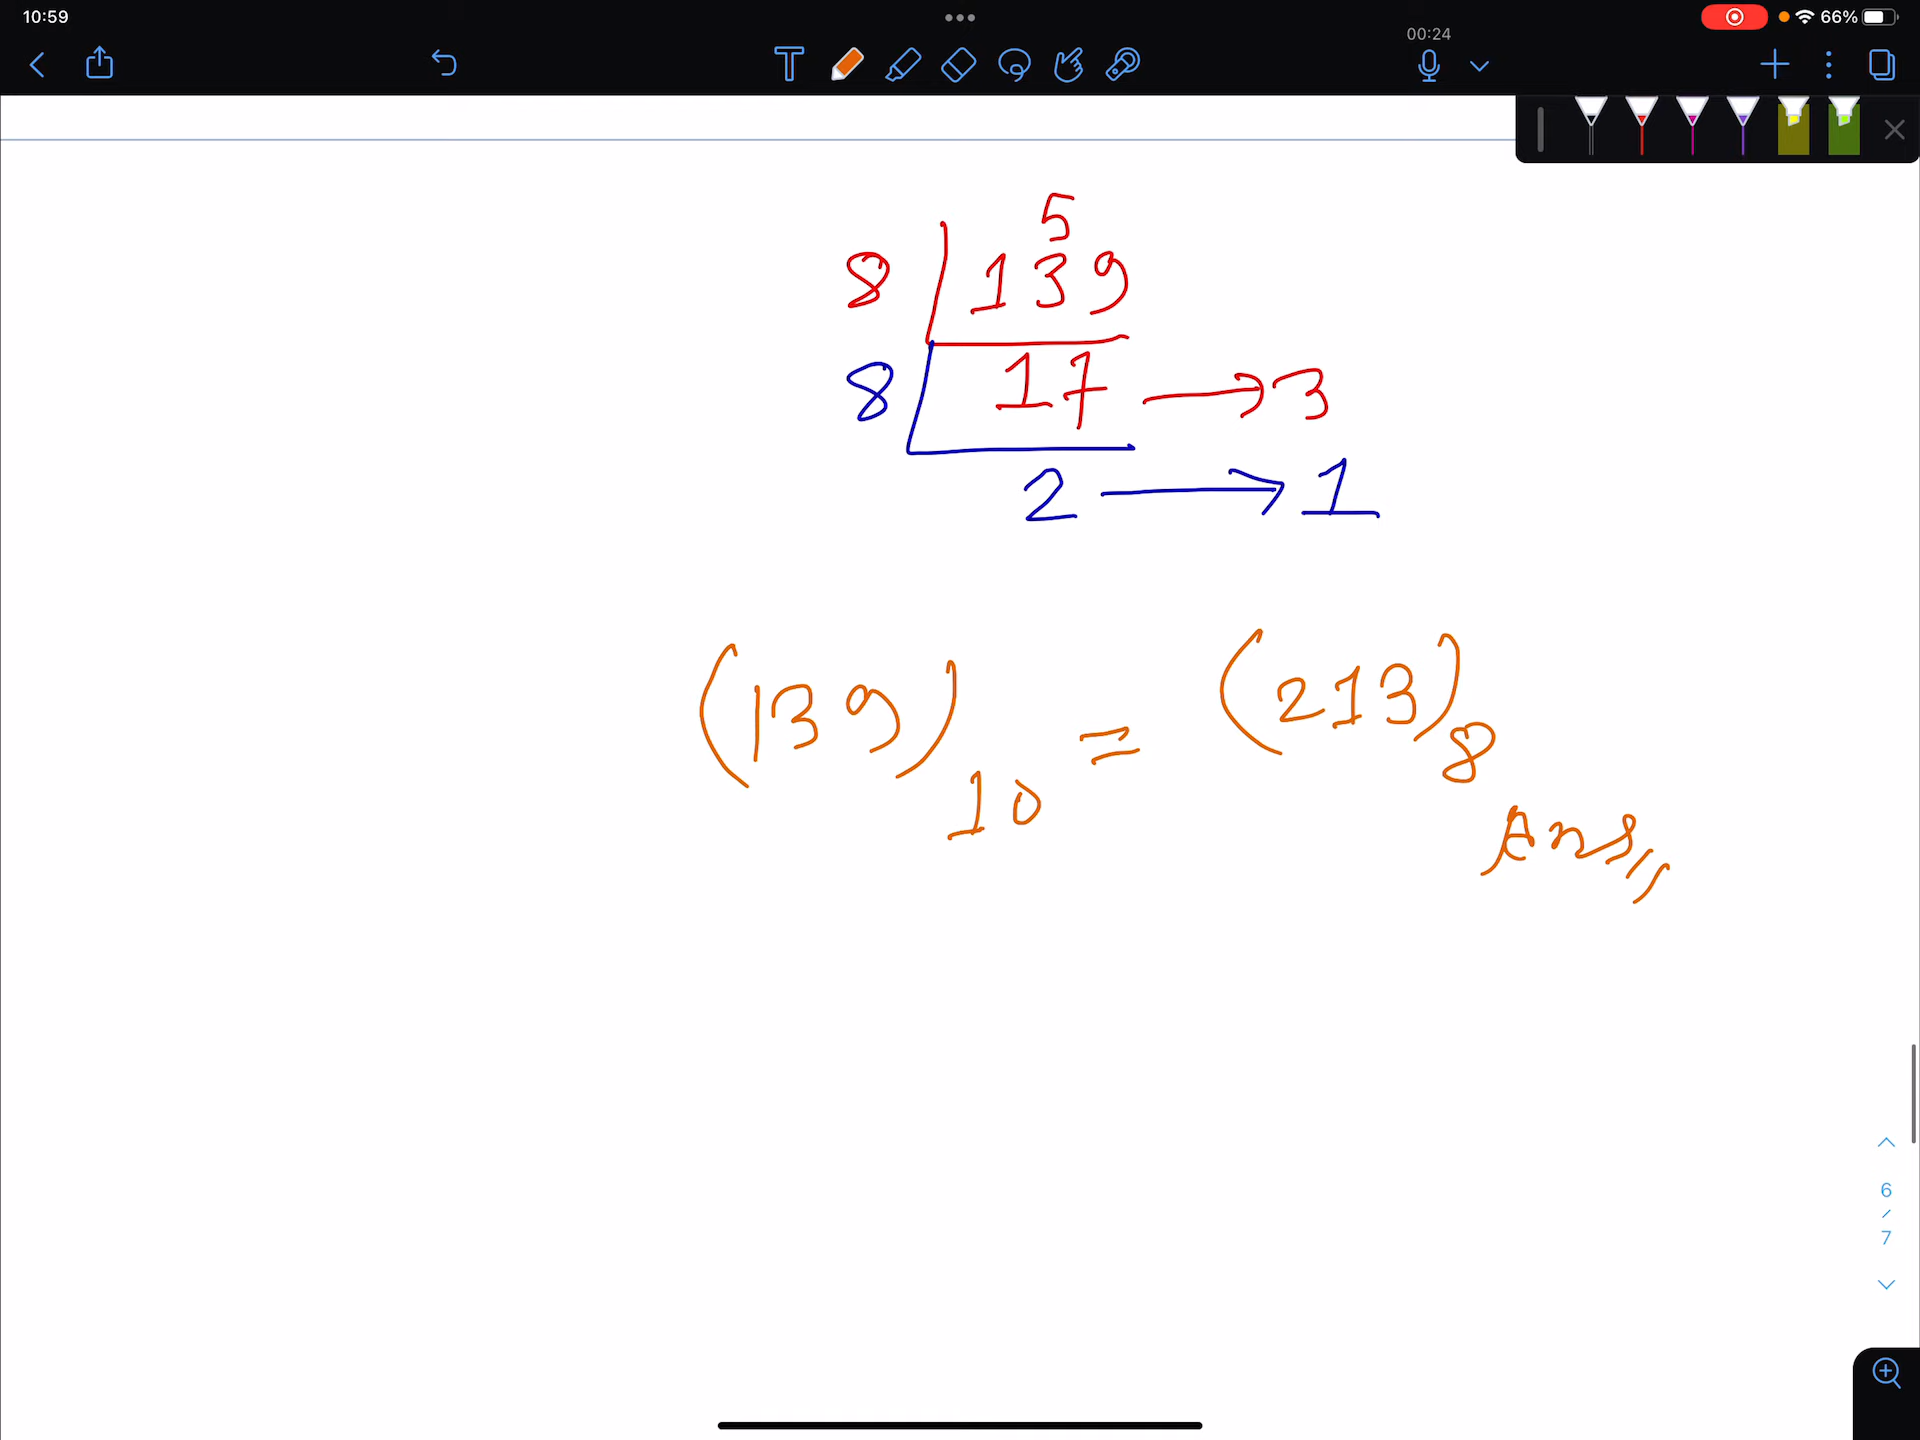 10:59
66%
00:24
5
8 139
8 17 → 3
2 → 1
(139)10 = (213)8
Ans
6
/
7